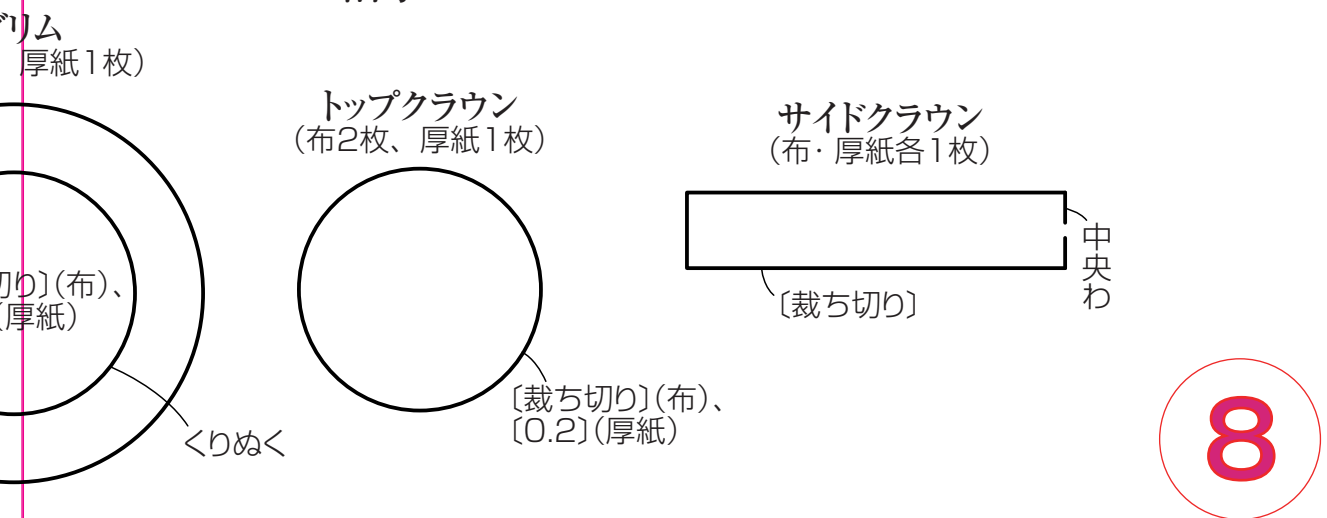 リム
厚紙1枚)
トップクラウン
(布2枚、厚紙1枚)
サイドクラウン
(布・厚紙各1枚)
中央わ
切り〕(布)、
(厚紙)
〔裁ち切り〕
〔裁ち切り〕(布)、
〔0.2〕(厚紙)
くりぬく
8